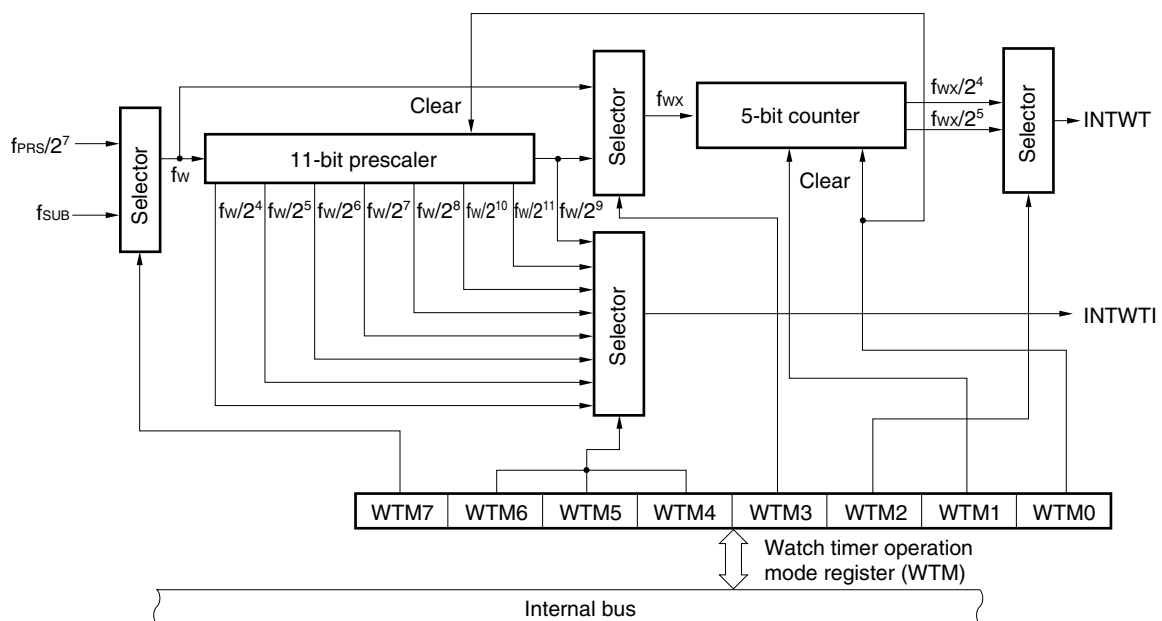 Clear
fWX
fWX/2⁴
fWX/2⁵
INTWT
5-bit counter
Selector
Selector
Selector
fPRS/2⁷
fW
11-bit prescaler
Clear
fSUB
fW/2⁴
fW/2⁵
fW/2⁶
fW/2⁷
fW/2⁸
fW/2¹⁰
fW/2¹¹
fW/2⁹
Selector
INTWTI
WTM7 WTM6 WTM5 WTM4 WTM3 WTM2 WTM1 WTM0
Watch timer operation
mode register (WTM)
Internal bus